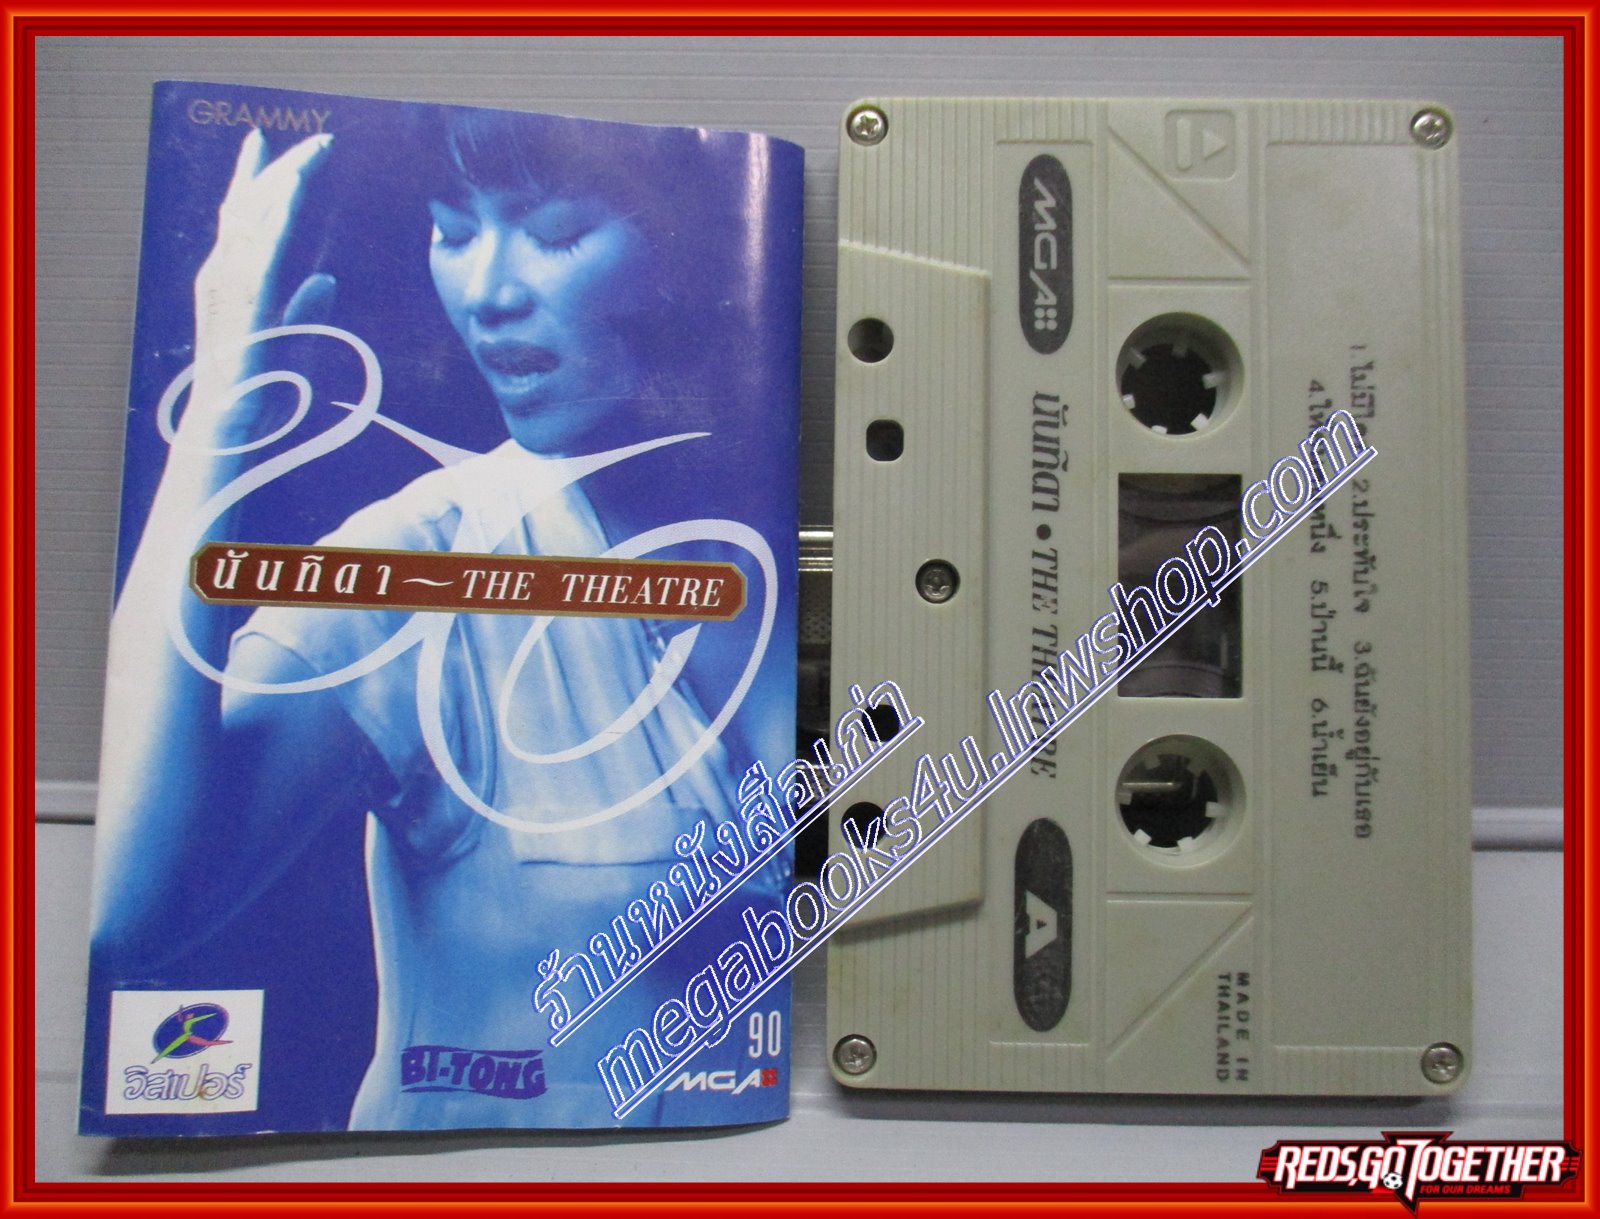 GRAMMY
นันทิดา ~ THE THEATRE
วิสเปอร์
BI-TONG
90
MGA
MGA
นันทิดา • THE THEATRE
A
2.ประทับใจ 3.ฉันยังอยู่กับเธอ
5.ป่านนี้ 6.น้ำเย็น
MADE IN
THAILAND
ร้านหนังสือเก่า
megabooks4u.lnwshop.com
REDS,GO TOGETHER
FOR OUR DREAMS